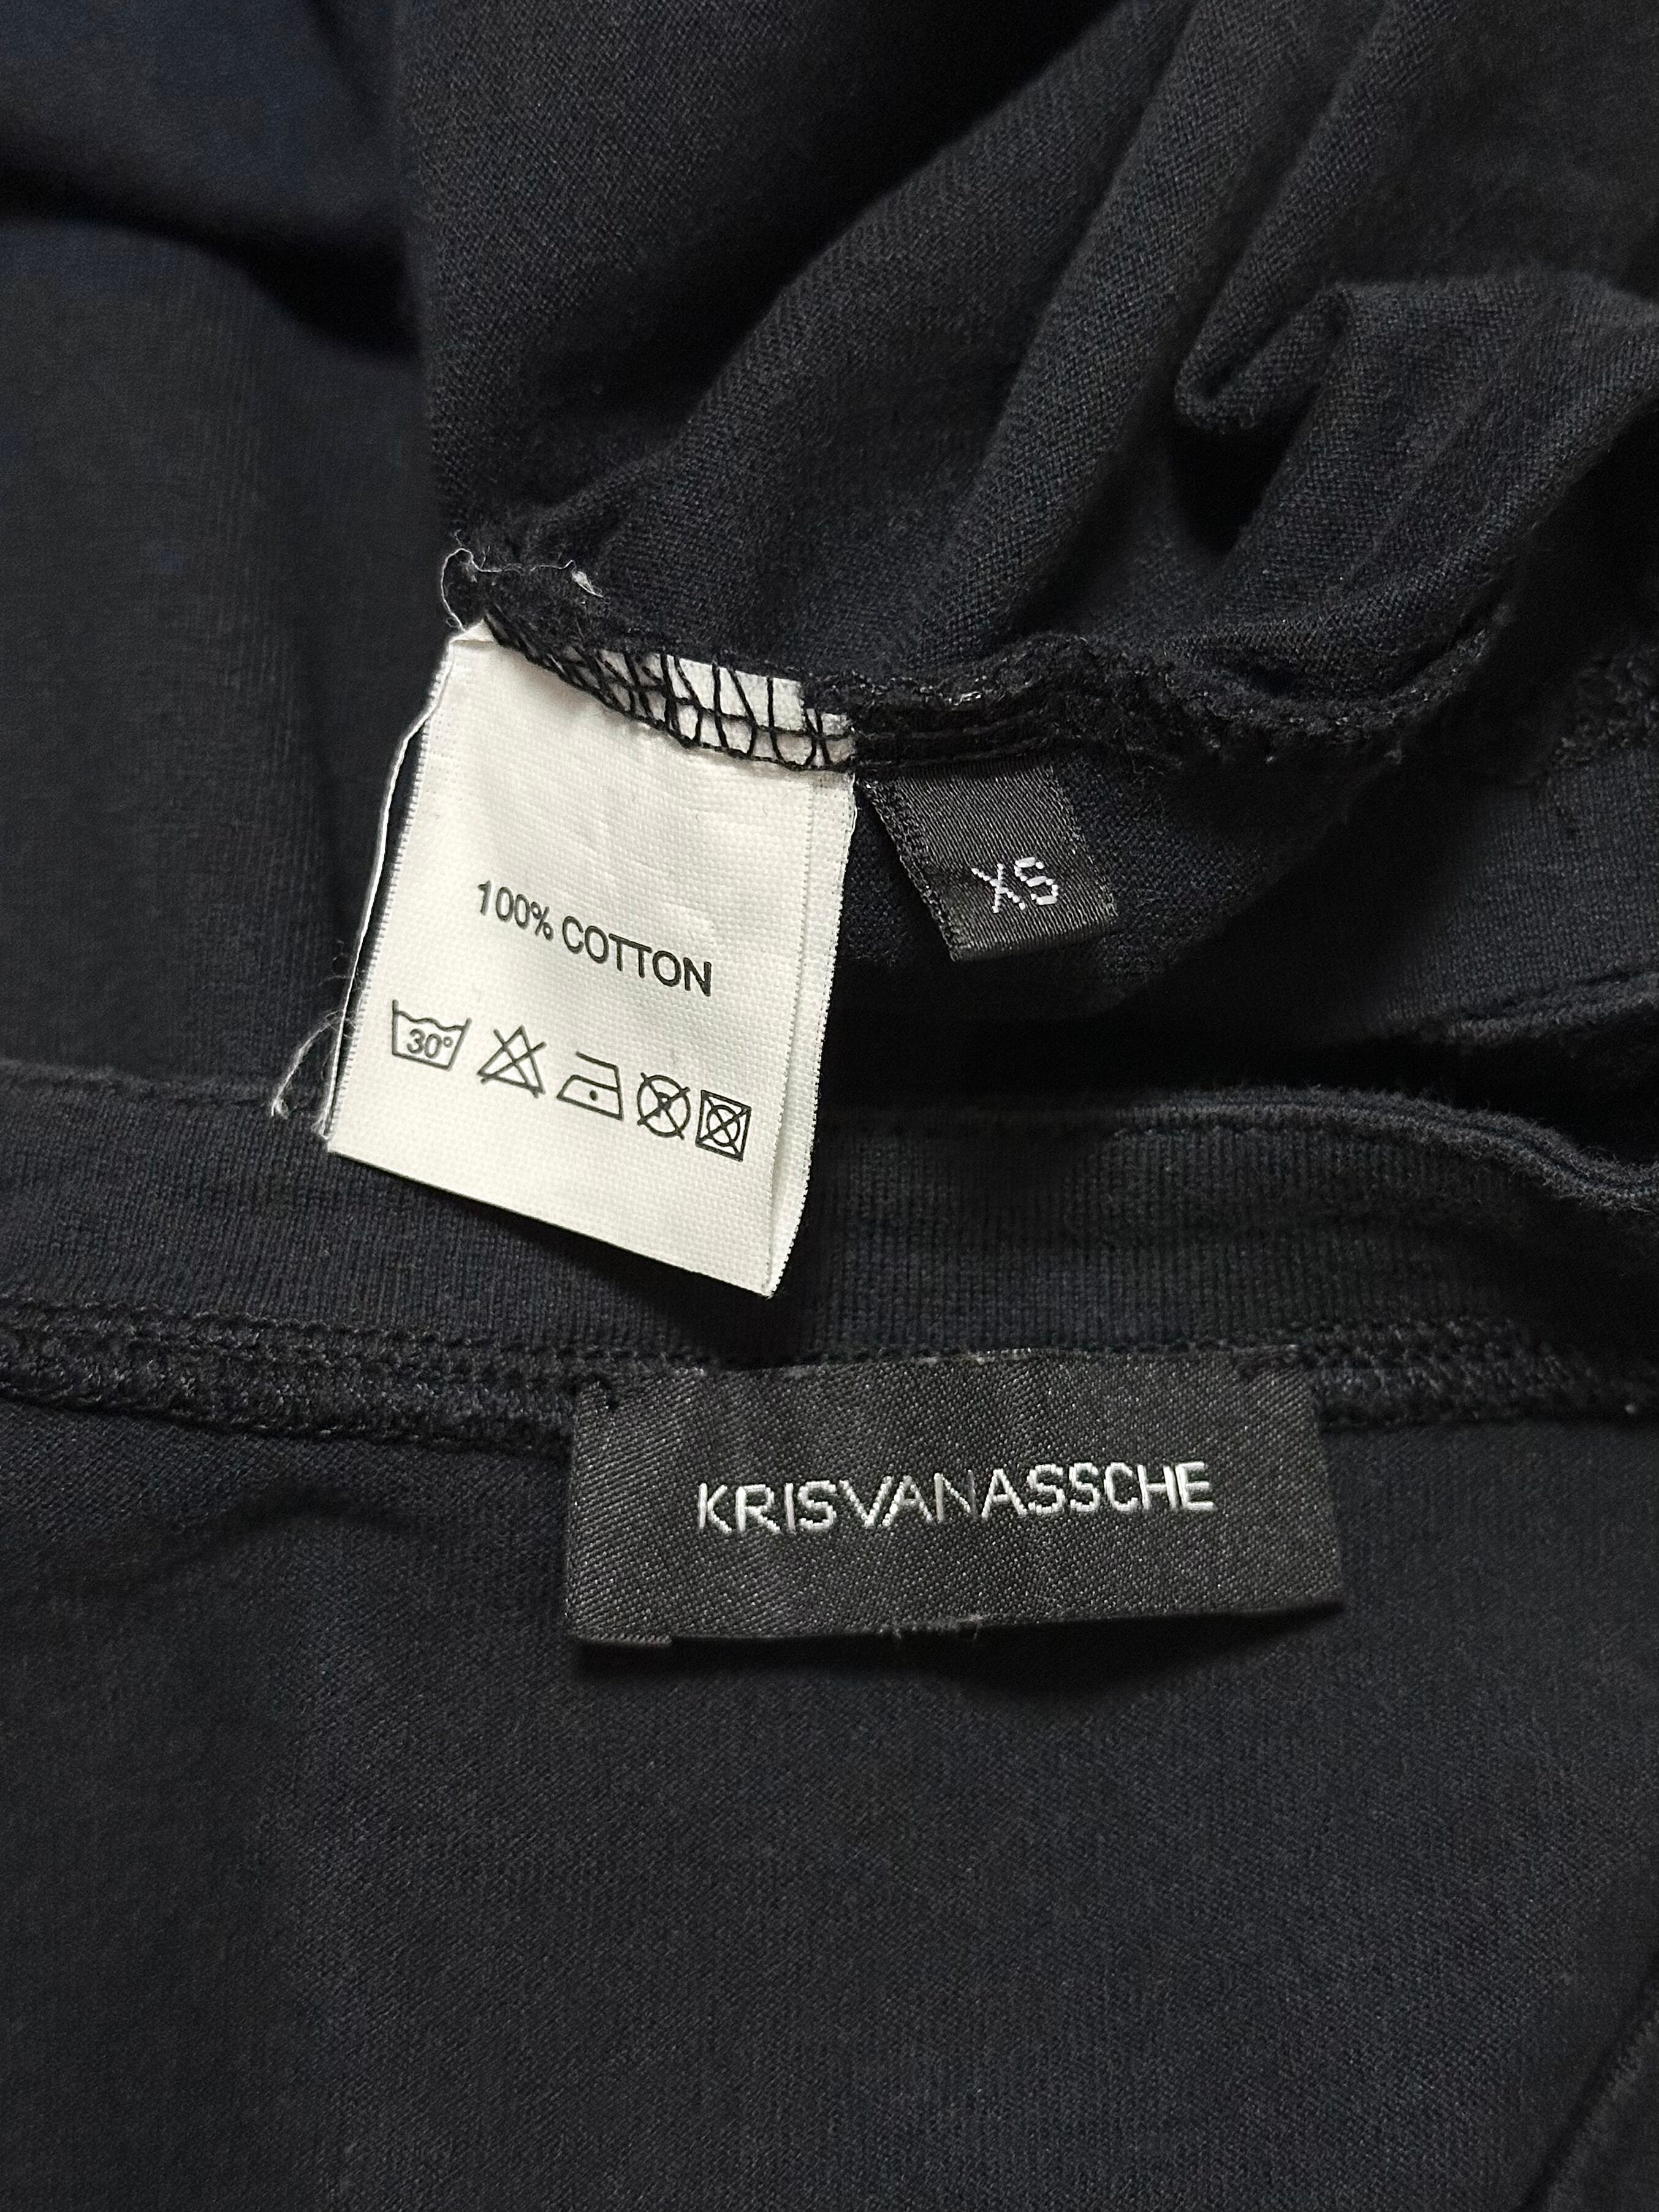 100% COTTON
XS
30°
P
KRISVANASSCHE